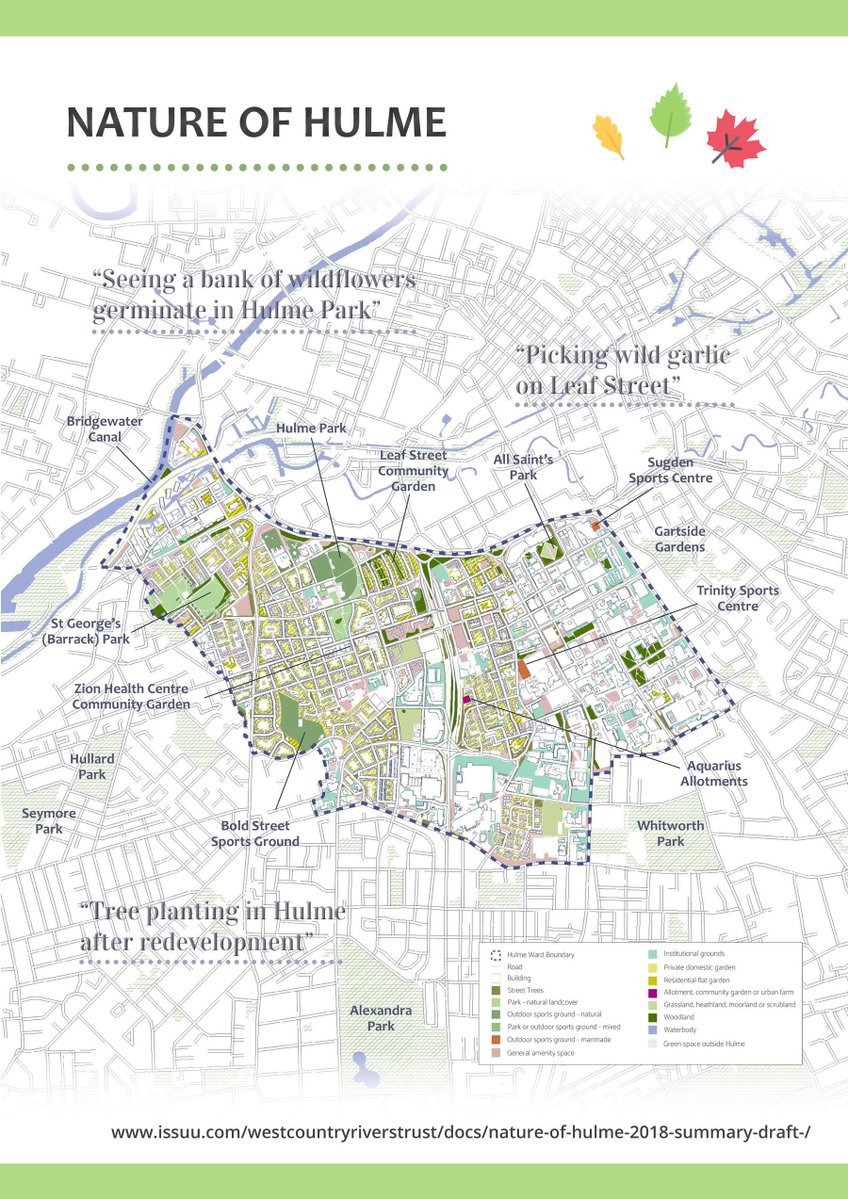 NATURE OF HULME
“Seeing a bank of wildflowers
germinate in Hulme Park”
“Picking wild garlic
on Leaf Street”
Bridgewater
Canal
Hulme Park
Leaf Street
Community
Garden
All Saint's
Park
Sugden
Sports Centre
Gartside
Gardens
Trinity Sports
Centre
St George's
(Barrack) Park
Zion Health Centre
Community Garden
Hullard
Park
Seymore
Park
Bold Street
Sports Ground
Aquarius
Allotments
Whitworth
Park
“Tree planting in Hulme
after redevelopment”
Alexandra
Park
Hulme Ward Boundary
Road
Building
Street Trees
Park - natural landcover
Outdoor sports ground - natural
Park or outdoor sports ground - mixed
Outdoor sports ground - manmade
General amenity space
Institutional grounds
Private domestic garden
Residential flat garden
Allotment, community garden or urban farm
Grassland, heathland, moorland or scrubland
Woodland
Waterbody
Green space outside Hulme
www.issuu.com/westcountryriverstrust/docs/nature-of-hulme-2018-summary-draft-/